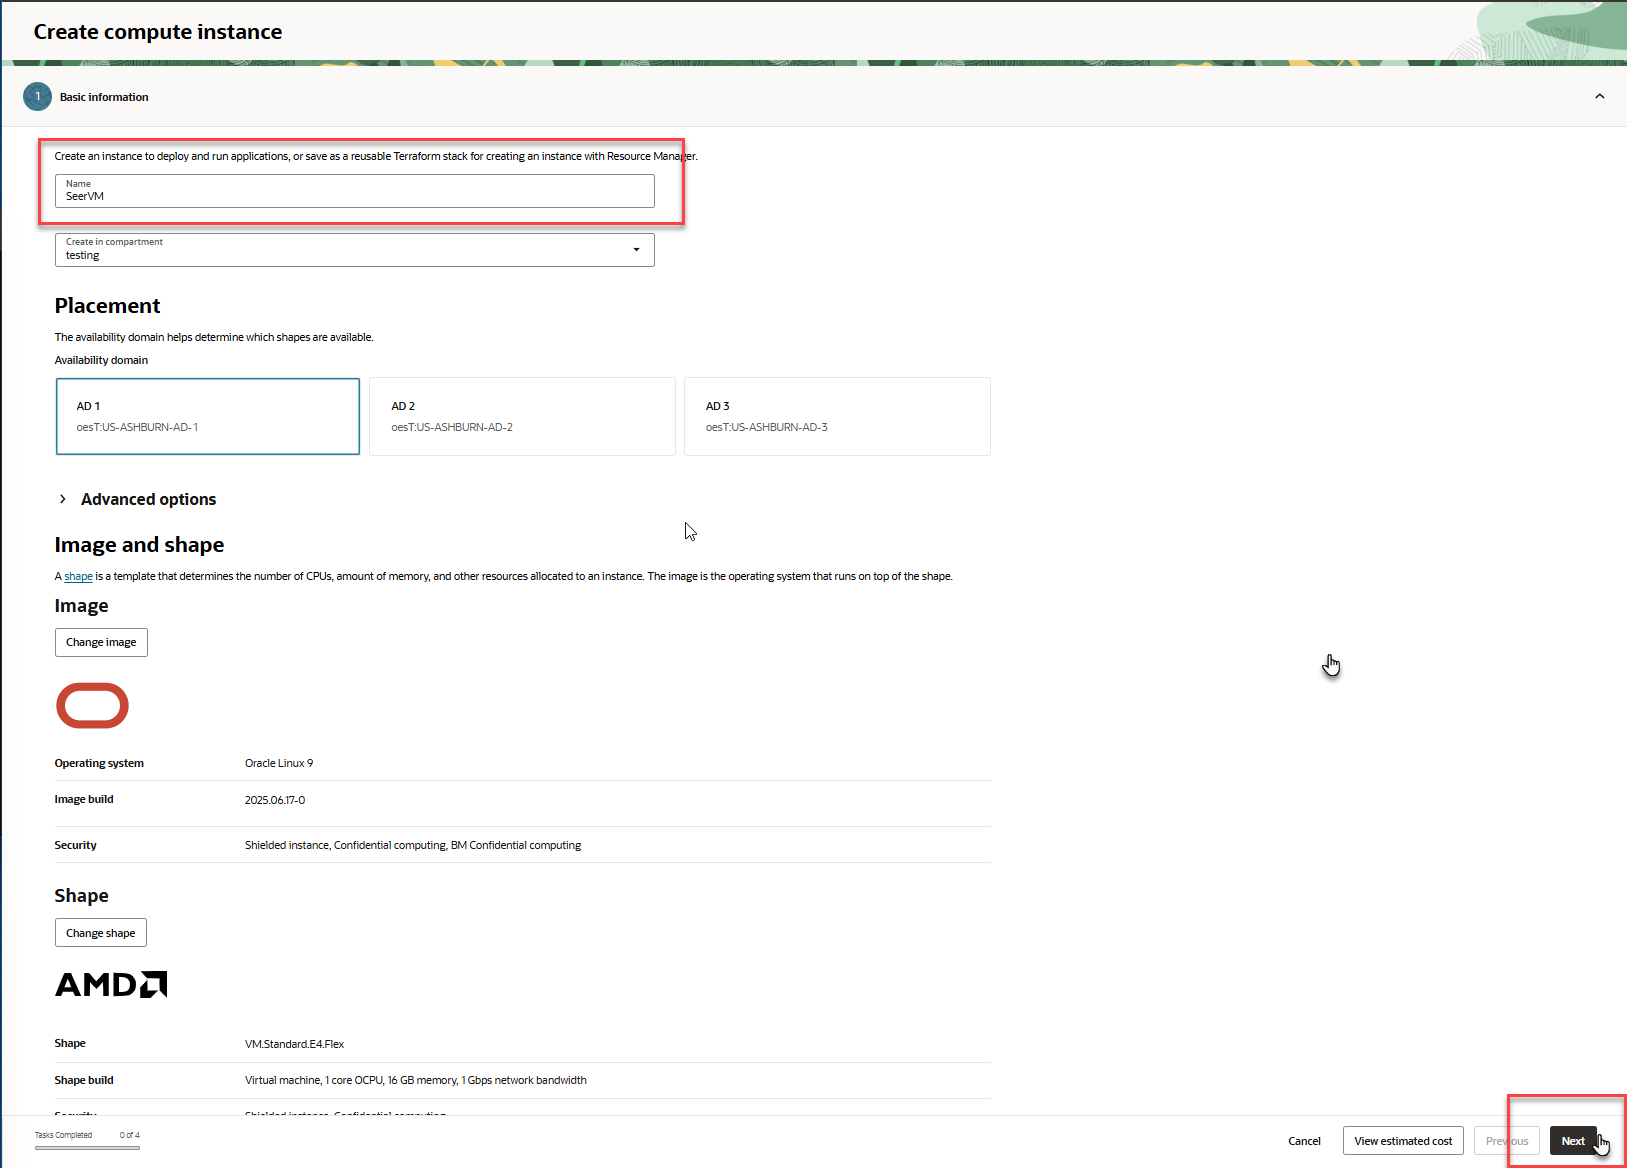 Create compute instance
1 Basic information
Create an instance to deploy and run applications, or save as a reusable Terraform stack for creating an instance with Resource Manager.
Name
SeerVM
Create in compartment
testing
Placement
The availability domain helps determine which shapes are available.
Availability domain
AD 1
oesT:US-ASHBURN-AD-1
AD 2
oesT:US-ASHBURN-AD-2
AD 3
oesT:US-ASHBURN-AD-3
Advanced options
Image and shape
A shape is a template that determines the number of CPUs, amount of memory, and other resources allocated to an instance. The image is the operating system that runs on top of the shape.
Image
Change image
Operating system Oracle Linux 9
Image build 2025.06.17-0
Security Shielded instance, Confidential computing, BM Confidential computing
Shape
Change shape
AMD
Shape VM.Standard.E4.Flex
Shape build Virtual machine, 1 core OCPU, 16 GB memory, 1 Gbps network bandwidth
Security Shielded instance, Confidential computing
Tasks Completed 0 of 4
Cancel View estimated cost Previous Next